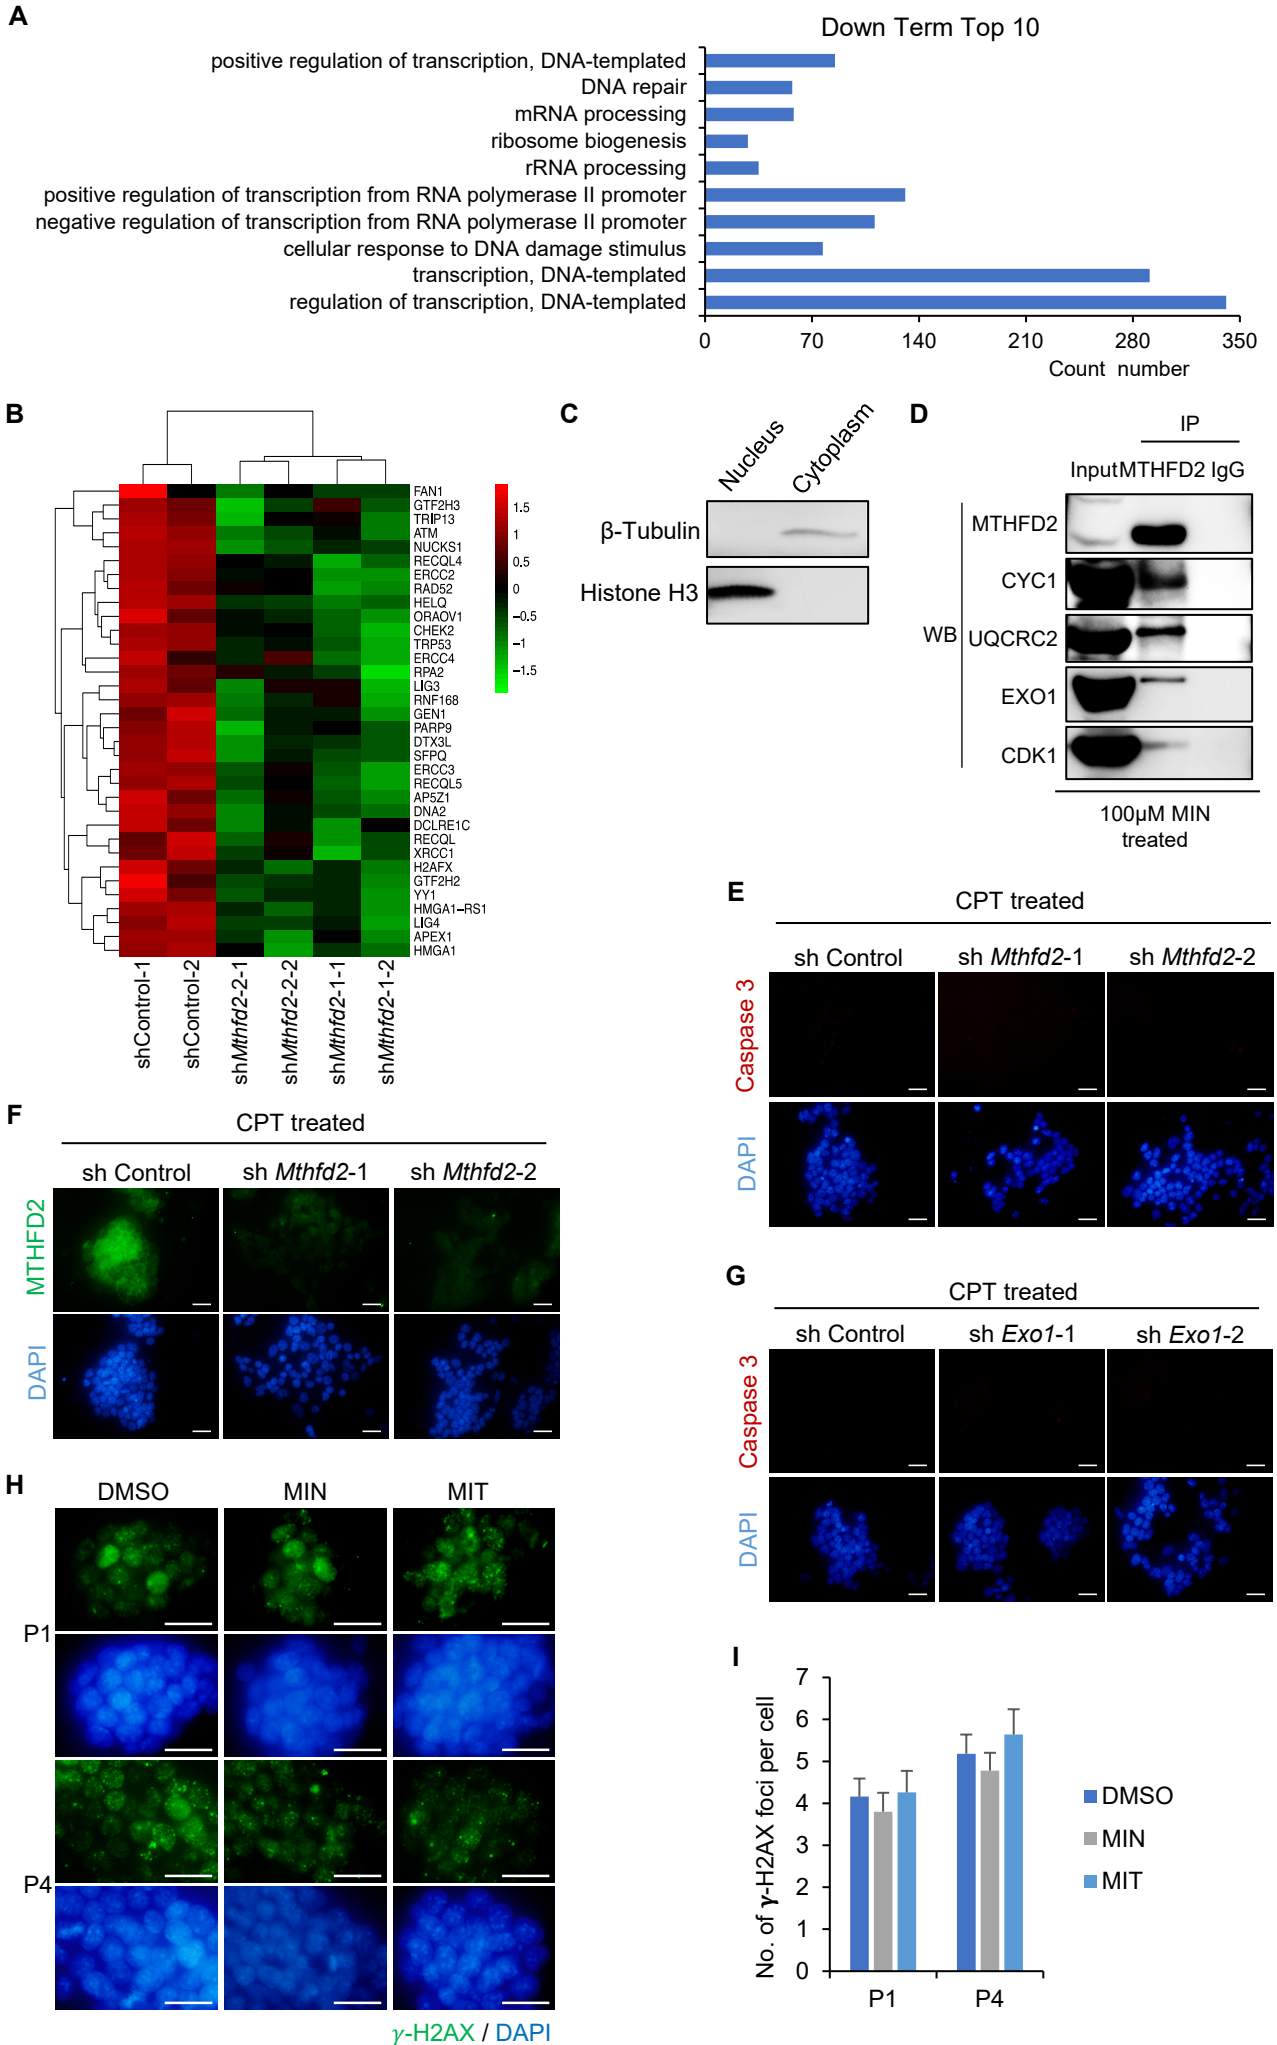 A
Down Term Top 10
positive regulation of transcription, DNA-templated
DNA repair
mRNA processing
ribosome biogenesis
rRNA processing
positive regulation of transcription from RNA polymerase II promoter
negative regulation of transcription from RNA polymerase II promoter
cellular response to DNA damage stimulus
transcription, DNA-templated
regulation of transcription, DNA-templated
0 70 140 210 280 350
Count number
B
FAN1
GTF2H3
TRIP13
ATM
NUCKS1
RECQL4
ERCC2
RAD52
HELQ
ORAOV1
CHEK2
TRP53
ERCC4
RPA2
LIG3
RNF168
GEN1
PARP9
DTX3L
SFPQ
ERCC3
RECQL5
AP5Z1
DNA2
DCLRE1C
RECQL
XRCC1
H2AFX
GTF2H2
YY1
HMGA1−RS1
LIG4
APEX1
HMGA1
1.5
1
0.5
0
−0.5
−1
−1.5
shControl-1
shControl-2
shMthfd2-2-1
shMthfd2-2-2
shMthfd2-1-1
shMthfd2-1-2
C
Nucleus
Cytoplasm
β-Tubulin
Histone H3
D
IP
Input MTHFD2 IgG
WB
MTHFD2
CYC1
UQCRC2
EXO1
CDK1
100μM MIN
treated
E
CPT treated
sh Control sh Mthfd2-1 sh Mthfd2-2
Caspase 3
DAPI
F
CPT treated
sh Control sh Mthfd2-1 sh Mthfd2-2
MTHFD2
DAPI
G
CPT treated
sh Control sh Exo1-1 sh Exo1-2
Caspase 3
DAPI
H
DMSO MIN MIT
P1
P4
γ-H2AX / DAPI
I
No. of γ-H2AX foci per cell
7
6
5
4
3
2
1
0
P1 P4
DMSO
MIN
MIT